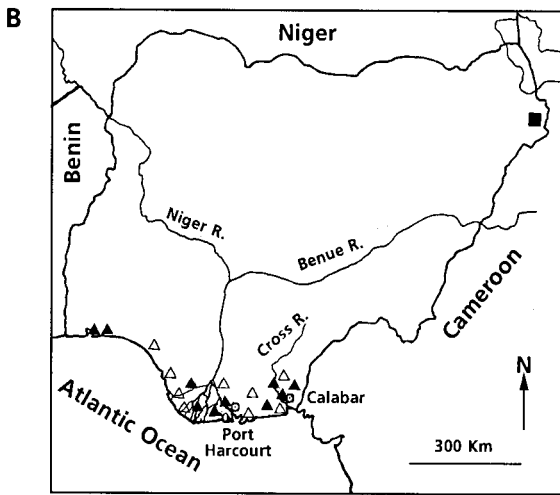 B
Niger
Benin
Niger R.
Benue R.
Cameroon
Cross R.
Calabar
Atlantic Ocean
Port
Harcourt
N
300 Km